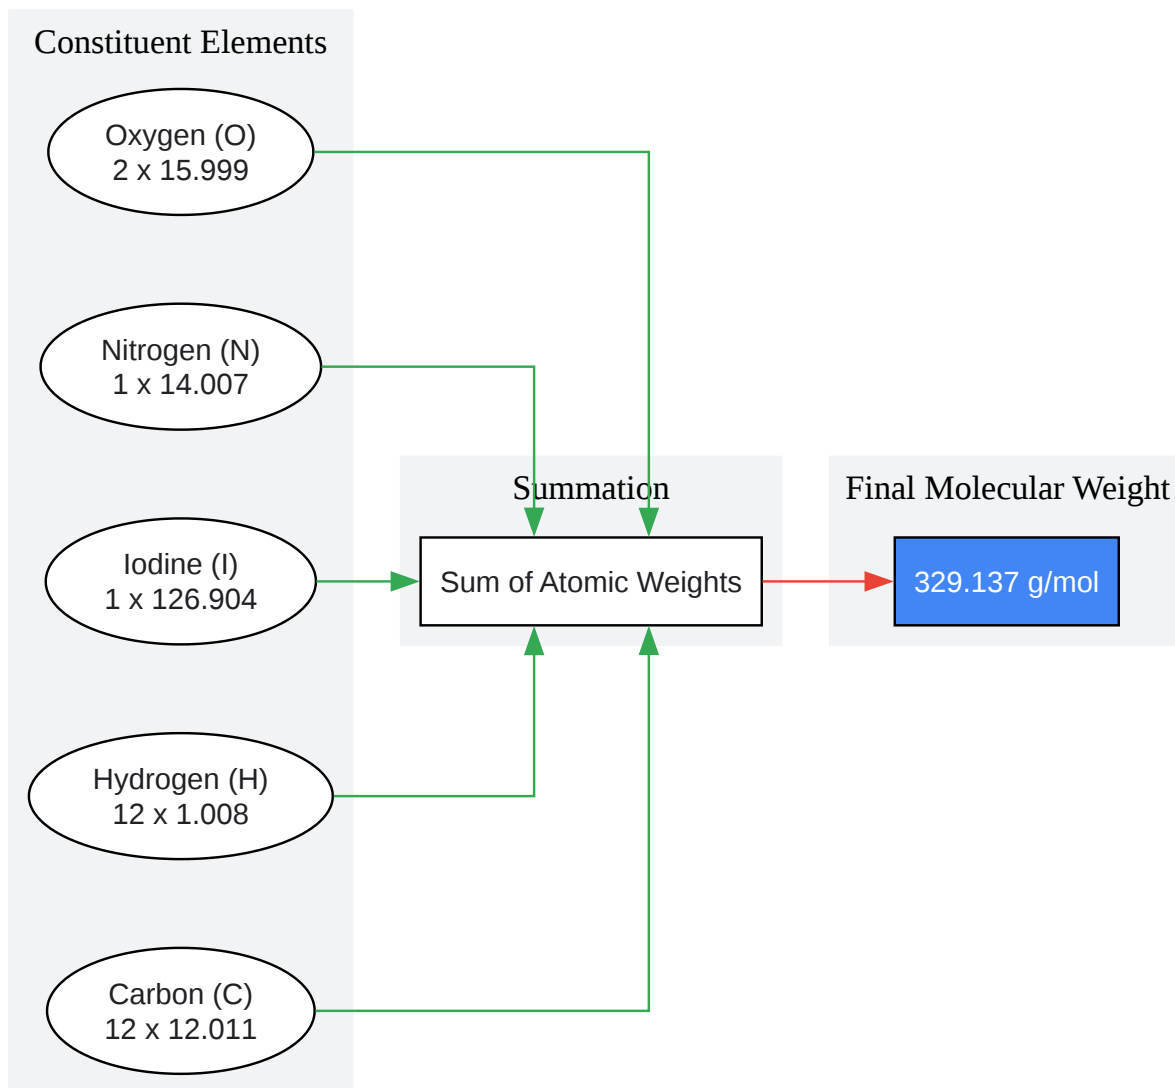 Constituent Elements
Oxygen (O)
2 x 15.999
Nitrogen (N)
1 x 14.007
Iodine (I)
1 x 126.904
Hydrogen (H)
12 x 1.008
Carbon (C)
12 x 12.011
Summation
Sum of Atomic Weights
Final Molecular Weight
329.137 g/mol